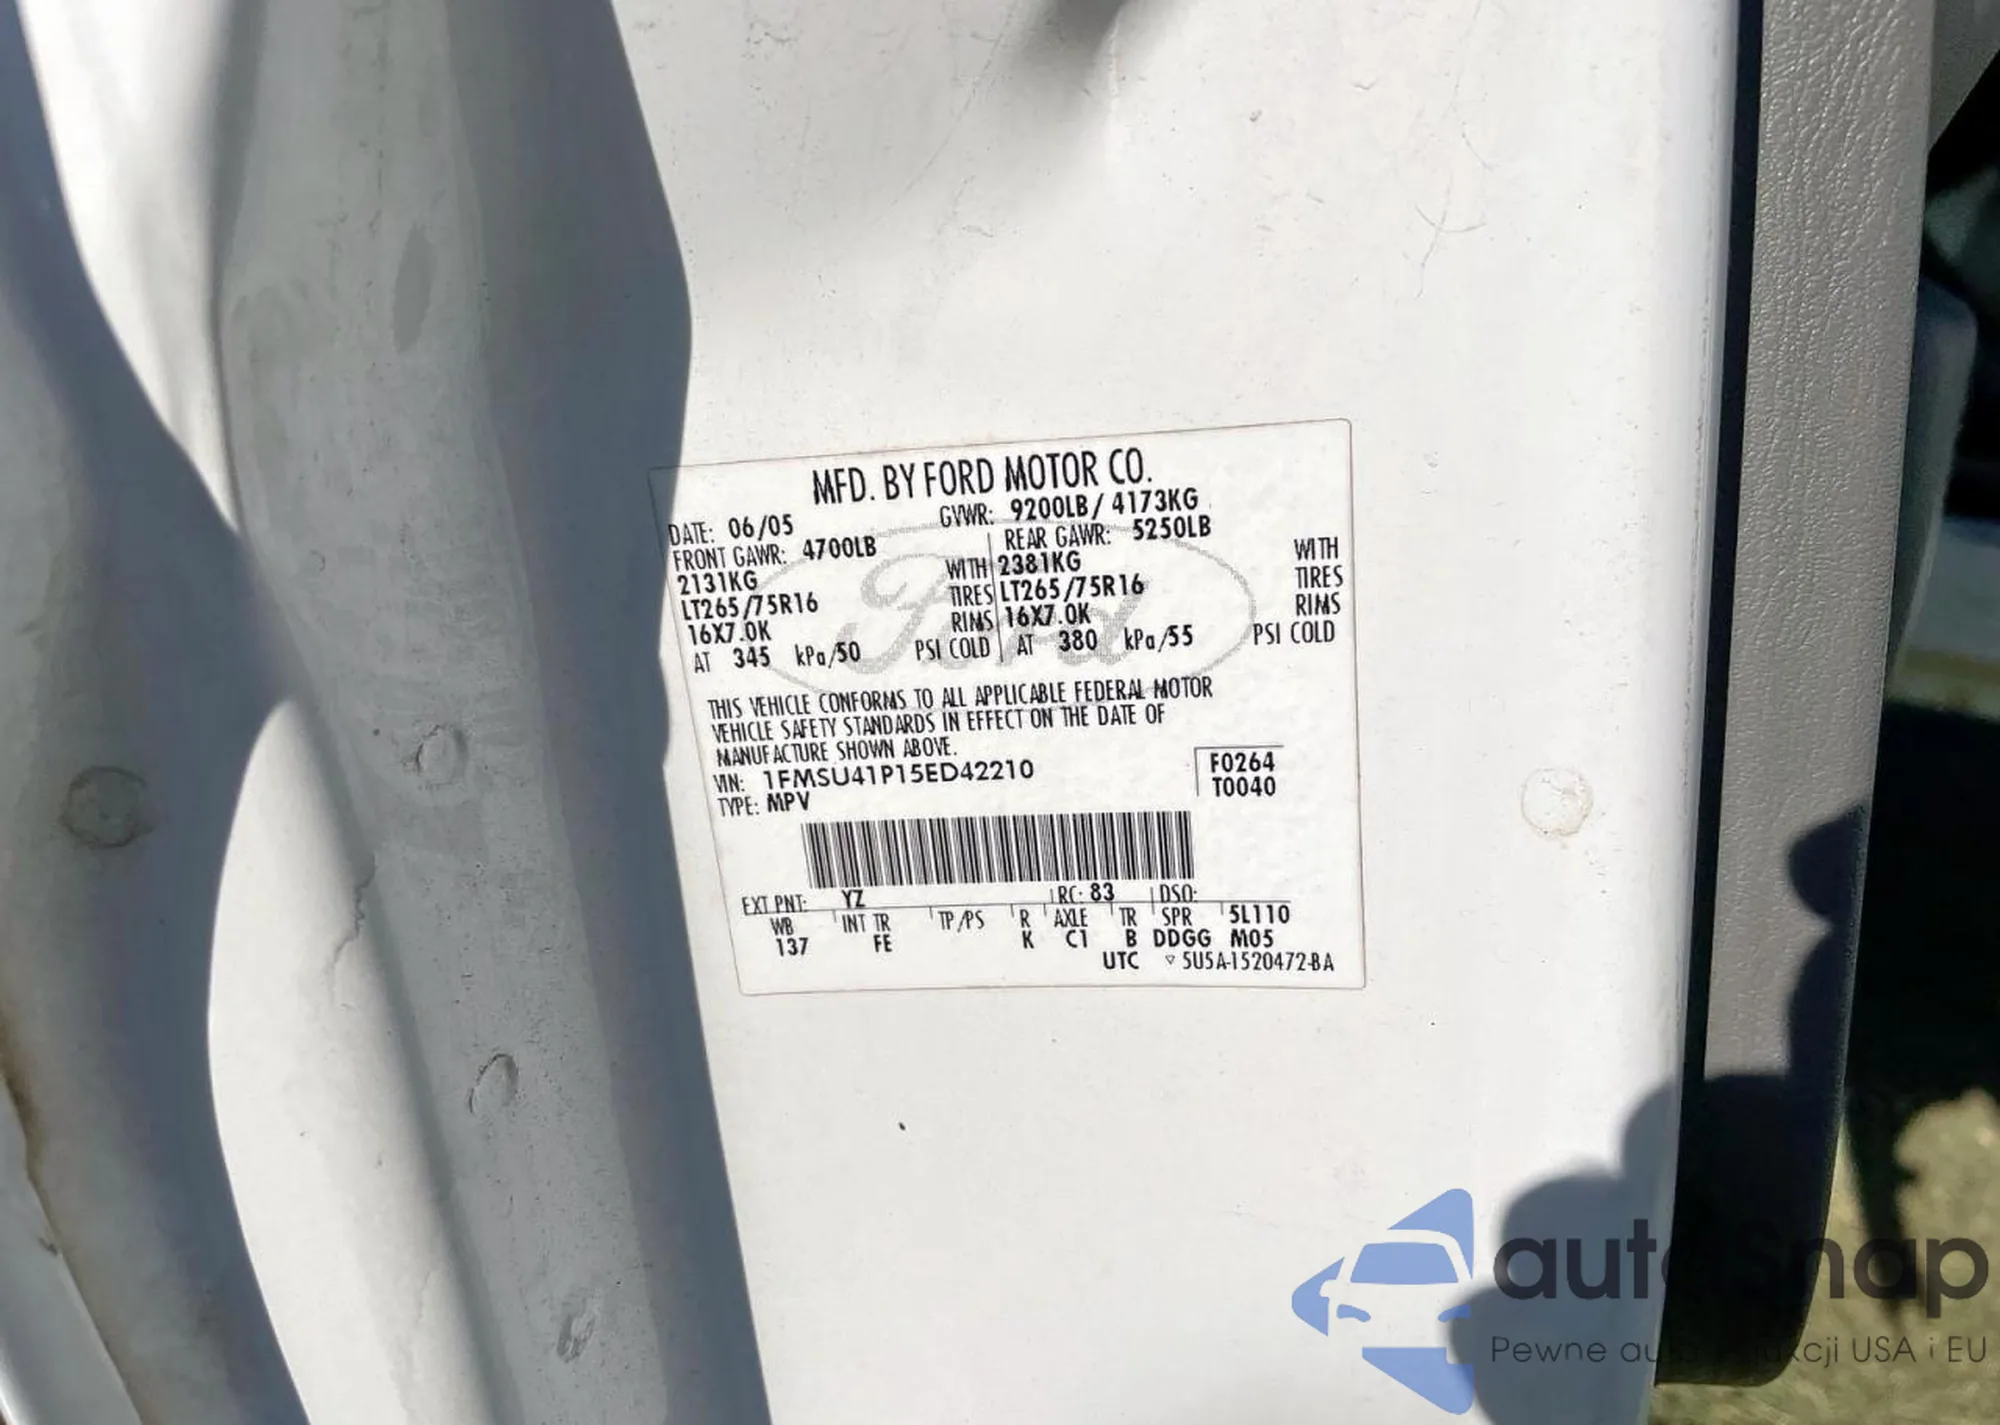 MFD. BY FORD MOTOR CO.
DATE: 06/05 GVWR: 9200LB/ 4173KG
FRONT GAWR: 4700LB REAR GAWR: 5250LB
2131KG WITH 2381KG WITH
LT265/75R16 TIRES LT265/75R16 TIRES
16X7.0K RIMS 16X7.0K RIMS
AT 345 kPa/50 PSI COLD AT 380 kPa/55 PSI COLD
Ford
THIS VEHICLE CONFORMS TO ALL APPLICABLE FEDERAL MOTOR
VEHICLE SAFETY STANDARDS IN EFFECT ON THE DATE OF
MANUFACTURE SHOWN ABOVE.
VIN: 1FMSU41P15ED42210 F0264
TYPE: MPV T0040
EXT PNT: YZ RC: 83 DSO:
WB INT TR TP/PS R AXLE TR SPR 5L110
137 FE K C1 B DDGG M05
UTC ▽ 5U5A-1520472-BA
autosnap
Pewne auta USA i EU